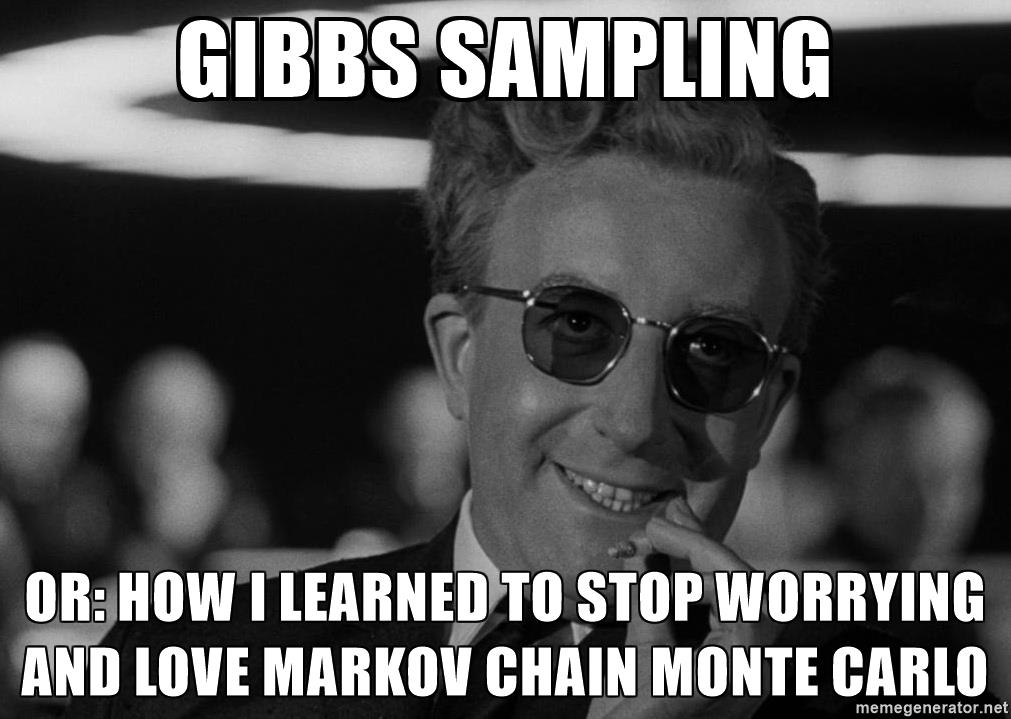 GIBBS SAMPLING
OR: HOW I LEARNED TO STOP WORRYING
AND LOVE MARKOV CHAIN MONTE CARLO
memegenerator.net